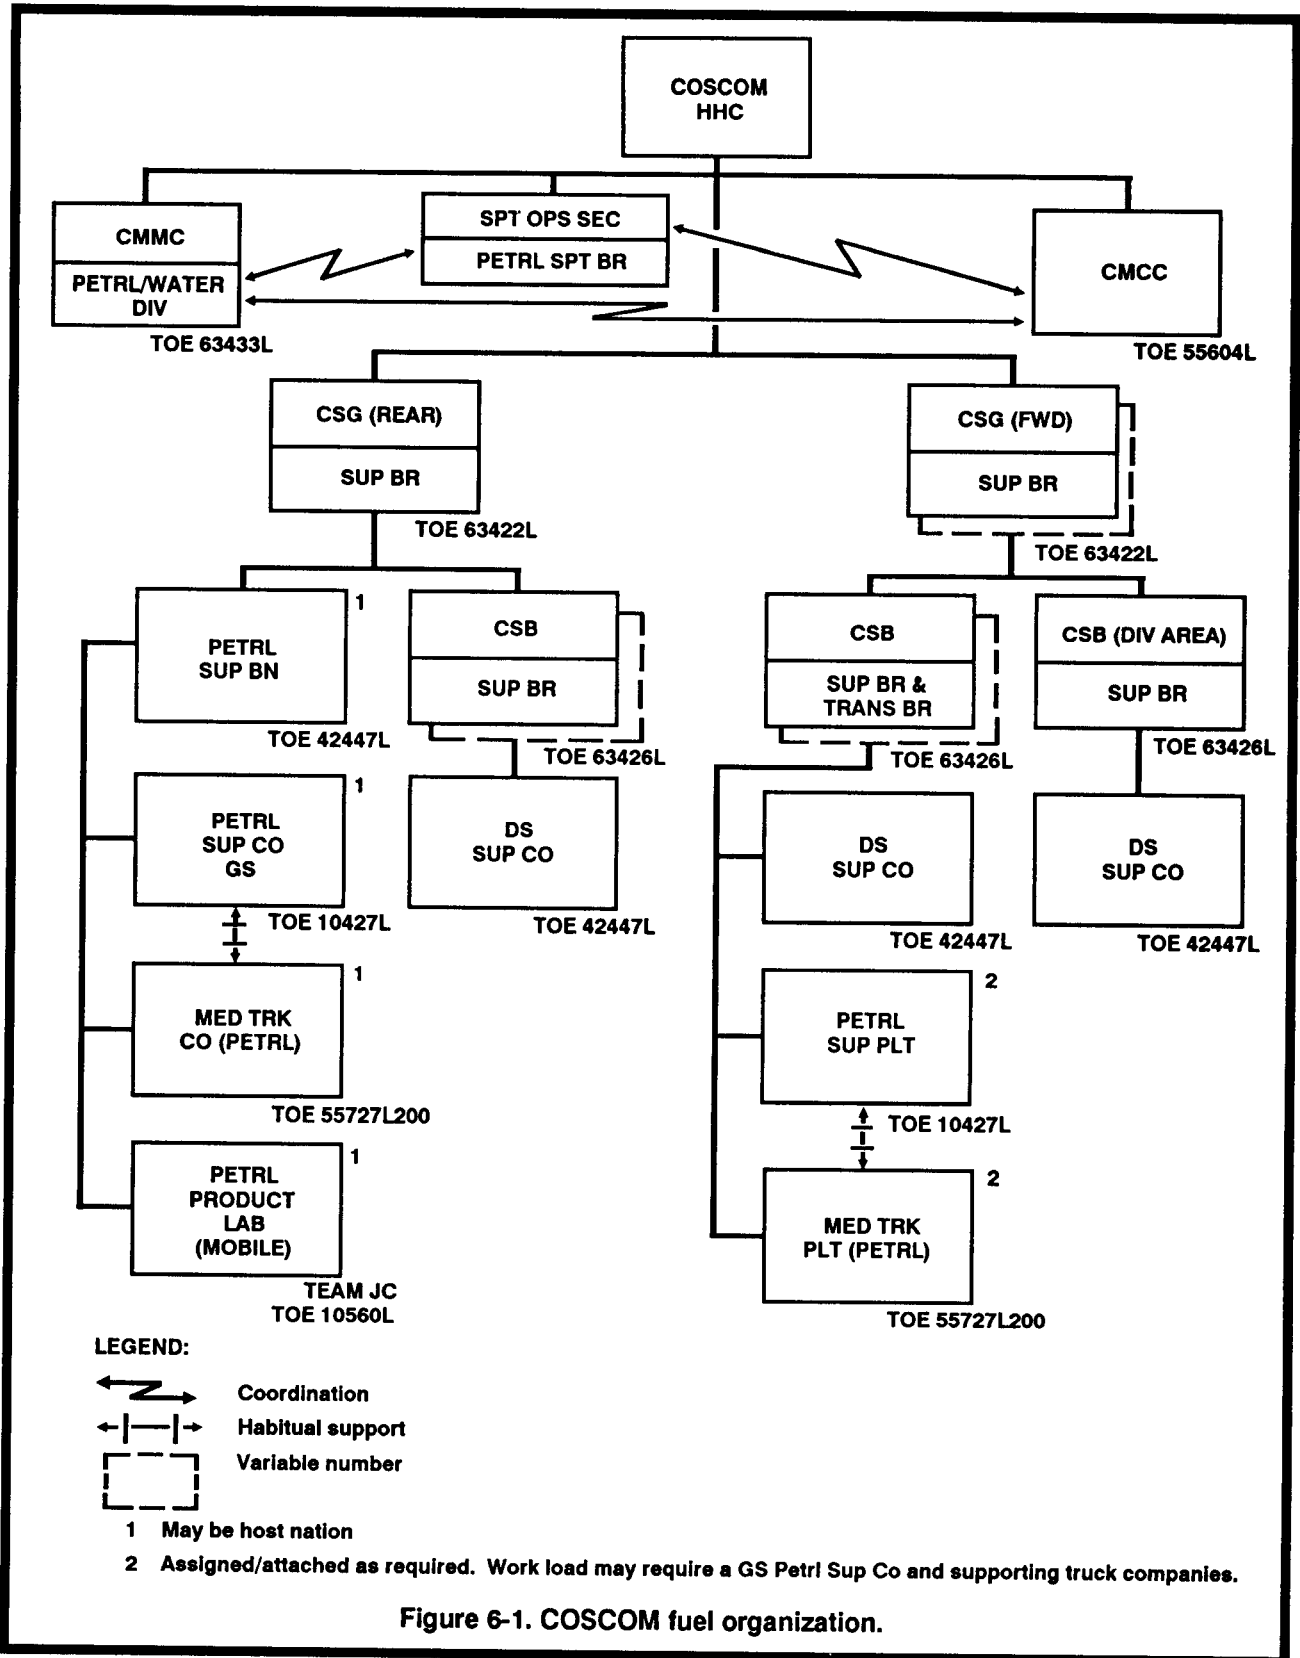 COSCOM
HHC
CMMC
PETRL/WATER
DIV
TOE 63433L
SPT OPS SEC
PETRL SPT BR
CMCC
TOE 55604L
CSG (REAR)
SUP BR
TOE 63422L
CSG (FWD)
SUP BR
TOE 63422L
PETRL
SUP BN
1
TOE 42447L
CSB
SUP BR
TOE 63426L
CSB
SUP BR &
TRANS BR
TOE 63426L
CSB (DIV AREA)
SUP BR
TOE 63426L
PETRL
SUP CO
GS
1
TOE 10427L
DS
SUP CO
TOE 42447L
DS
SUP CO
TOE 42447L
DS
SUP CO
TOE 42447L
MED TRK
CO (PETRL)
1
TOE 55727L200
PETRL
SUP PLT
2
TOE 10427L
PETRL
PRODUCT
LAB
(MOBILE)
1
TEAM JC
TOE 10560L
MED TRK
PLT (PETRL)
2
TOE 55727L200
LEGEND:
Coordination
Habitual support
Variable number
1 May be host nation
2 Assigned/attached as required. Work load may require a GS Petrl Sup Co and supporting truck companies.
Figure 6-1. COSCOM fuel organization.